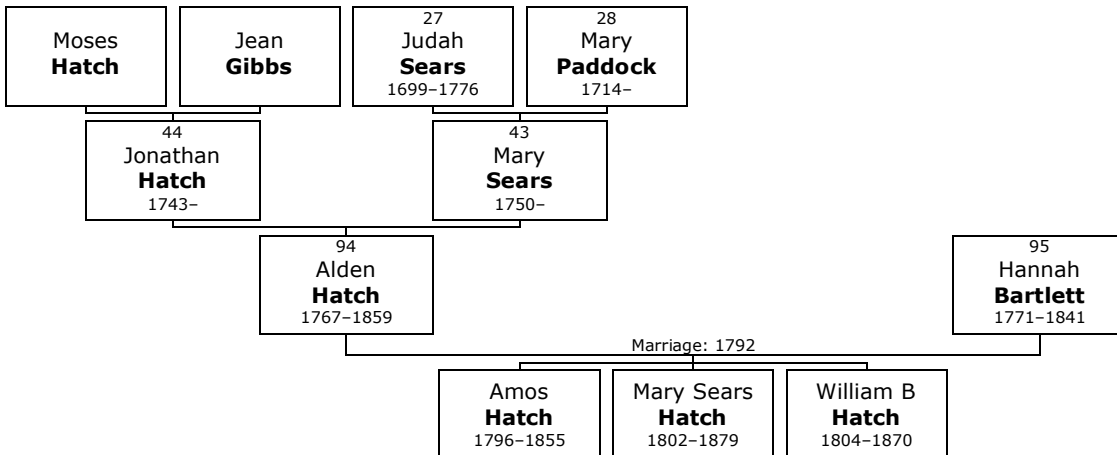 Moses
Hatch
Jean
Gibbs
27
Judah
Sears
1699–1776
28
Mary
Paddock
1714–
44
Jonathan
Hatch
1743–
43
Mary
Sears
1750–
94
Alden
Hatch
1767–1859
95
Hannah
Bartlett
1771–1841
Marriage: 1792
Amos
Hatch
1796–1855
Mary Sears
Hatch
1802–1879
William B
Hatch
1804–1870